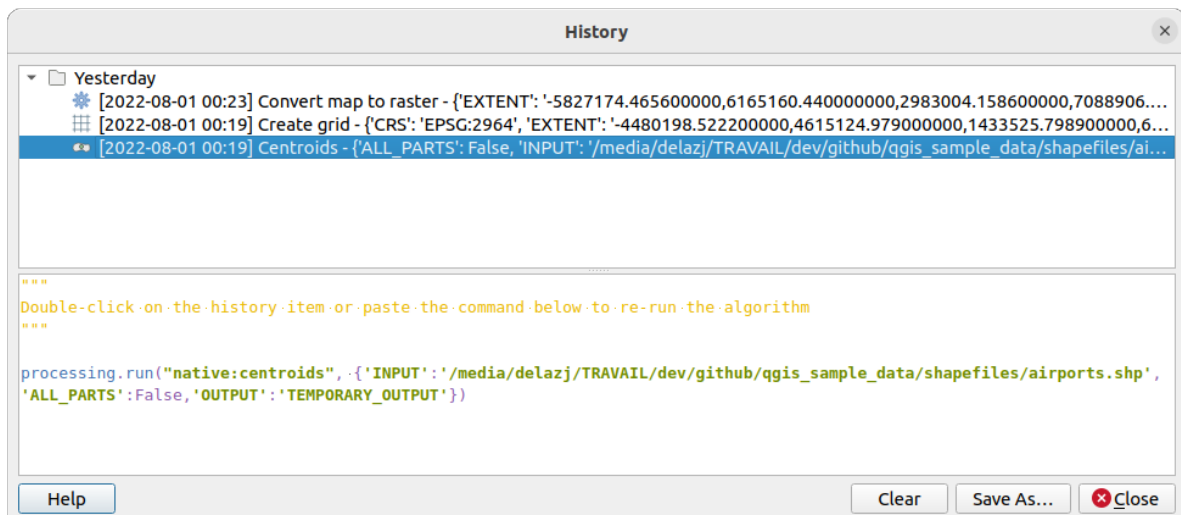 History
Yesterday
[2022-08-01 00:23] Convert map to raster - {'EXTENT': '-5827174.465600000,6165160.440000000,2983004.158600000,7088906....
[2022-08-01 00:19] Create grid - {'CRS': 'EPSG:2964', 'EXTENT': '-4480198.522200000,4615124.979000000,1433525.798900000,6...
[2022-08-01 00:19] Centroids - {'ALL_PARTS': False, 'INPUT': '/media/delazj/TRAVAIL/dev/github/qgis_sample_data/shapefiles/ai...
"""
Double-click·on·the·history·item·or·paste·the·command·below·to·re-run·the·algorithm
"""
processing.run("native:centroids",·{'INPUT':'/media/delazj/TRAVAIL/dev/github/qgis_sample_data/shapefiles/airports.shp',
'ALL_PARTS':False,'OUTPUT':'TEMPORARY_OUTPUT'})
Help
Clear
Save As...
Close